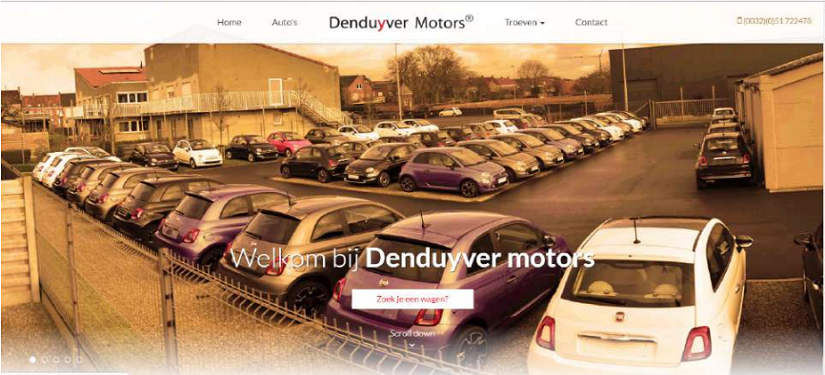 Home
Auto's
Denduyver Motors®
Troeven
Contact
(0032)(0)51 722478
Welkom bij Denduyver motors
Zoek je een wagen?
Scroll down